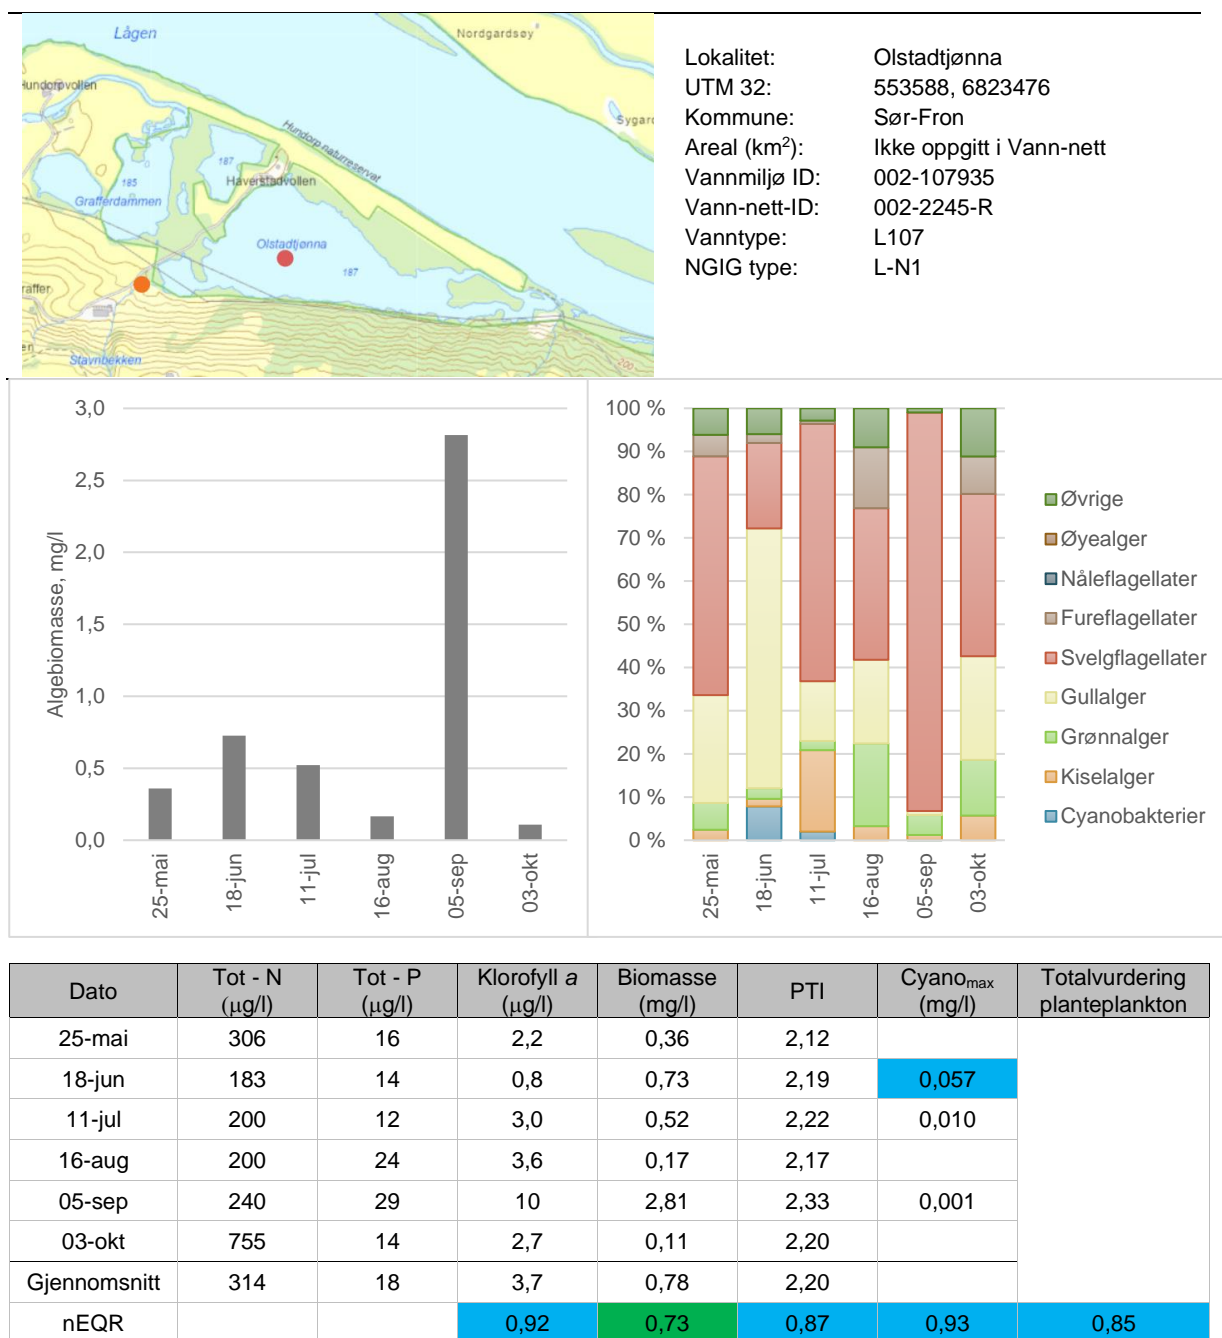 Lågen
Nordgardsøy
Hundorpvollen
Hundorp naturreservat
187
Haverstadvollen
185
Grafferdammen
Olstadtjønna
187
Stavnbekken
200
Lokalitet: Olstadtjønna
UTM 32: 553588, 6823476
Kommune: Sør-Fron
Areal (km²): Ikke oppgitt i Vann-nett
Vannmiljø ID: 002-107935
Vann-nett-ID: 002-2245-R
Vanntype: L107
NGIG type: L-N1
Algebiomasse, mg/l
3,0
2,5
2,0
1,5
1,0
0,5
0,0
25-mai 18-jun 11-jul 16-aug 05-sep 03-okt
100 %
90 %
80 %
70 %
60 %
50 %
40 %
30 %
20 %
10 %
0 %
25-mai 18-jun 11-jul 16-aug 05-sep 03-okt
Øvrige
Øyealger
Nåleflagellater
Fureflagellater
Svelgflagellater
Gullalger
Grønnalger
Kiselalger
Cyanobakterier
Dato Tot - N (µg/l) Tot - P (µg/l) Klorofyll a (µg/l) Biomasse (mg/l) PTI Cyanomax (mg/l) Totalvurdering planteplankton
25-mai 306 16 2,2 0,36 2,12
18-jun 183 14 0,8 0,73 2,19 0,057
11-jul 200 12 3,0 0,52 2,22 0,010
16-aug 200 24 3,6 0,17 2,17
05-sep 240 29 10 2,81 2,33 0,001
03-okt 755 14 2,7 0,11 2,20
Gjennomsnitt 314 18 3,7 0,78 2,20
nEQR 0,92 0,73 0,87 0,93 0,85